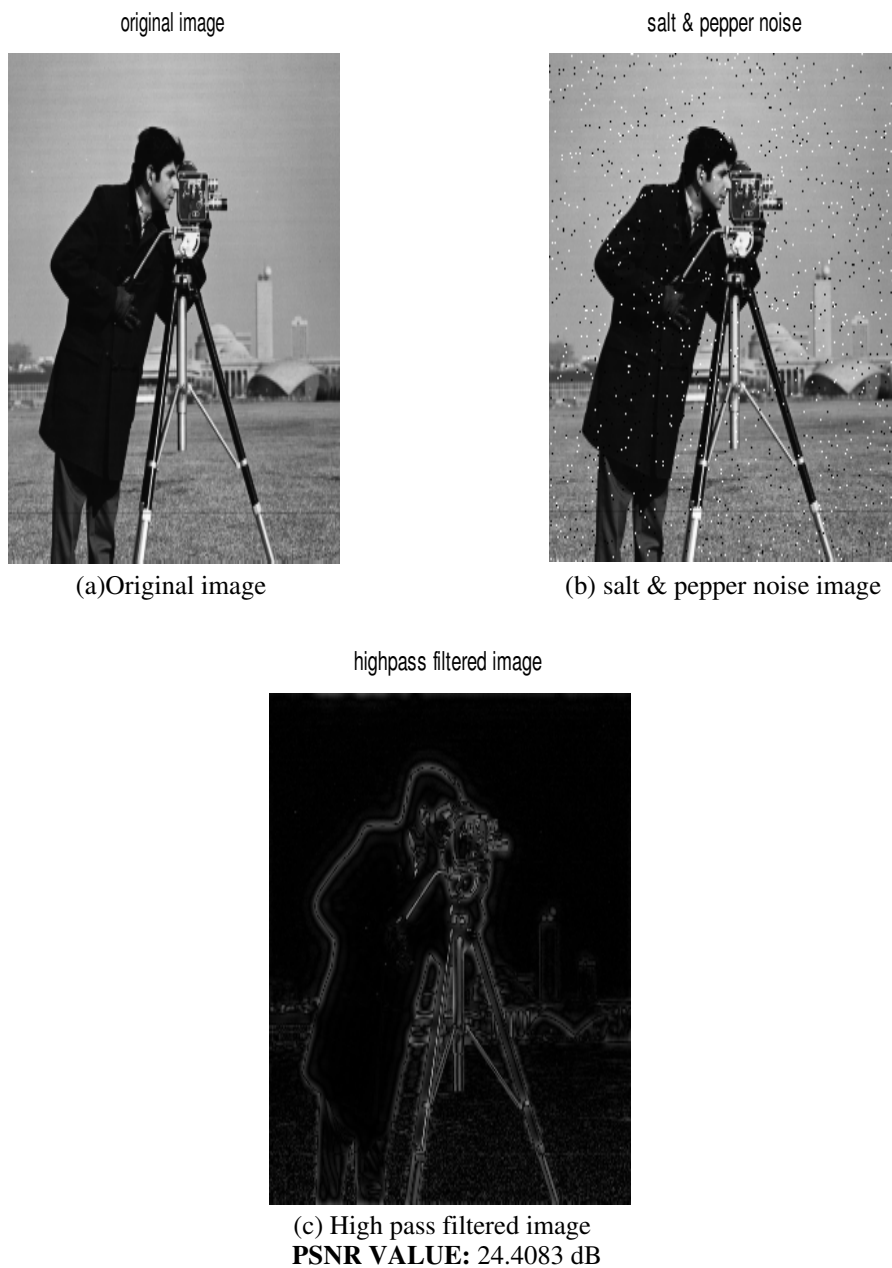 original image
salt & pepper noise
(a)Original image
(b) salt & pepper noise image
highpass filtered image
(c) High pass filtered image
PSNR VALUE: 24.4083 dB